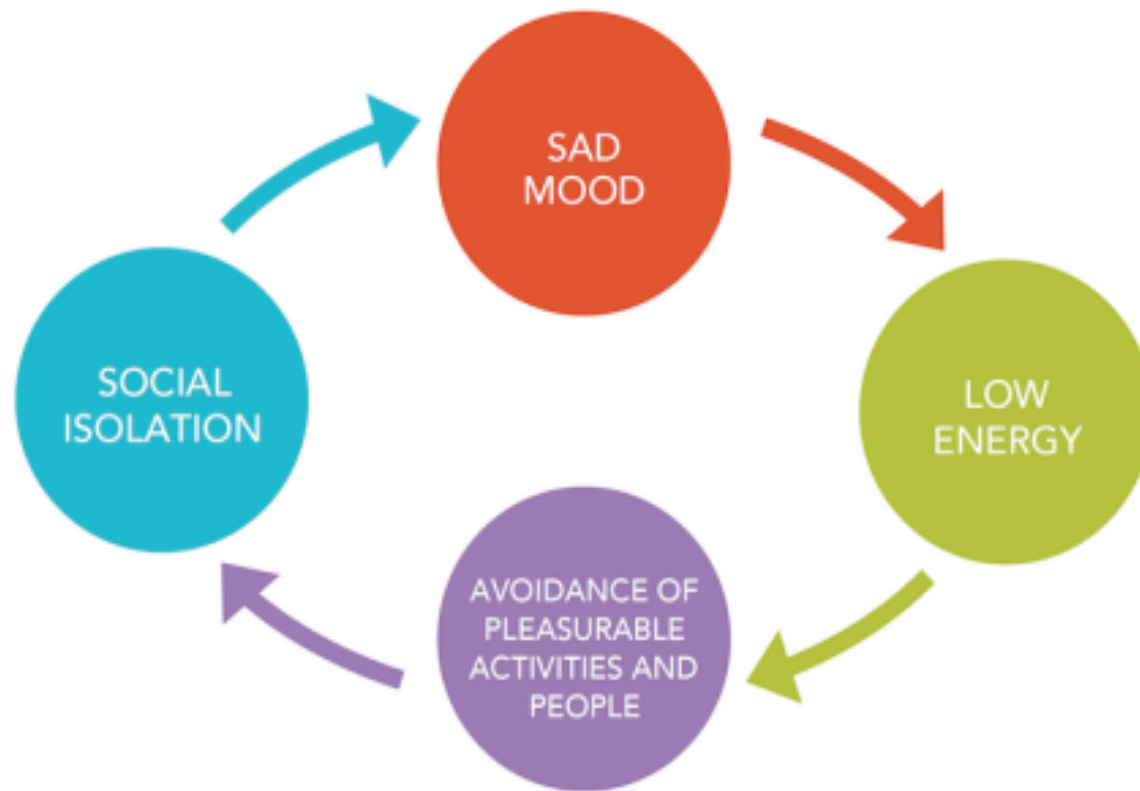 SAD
MOOD
LOW
ENERGY
AVOIDANCE OF
PLEASURABLE
ACTIVITIES AND
PEOPLE
SOCIAL
ISOLATION